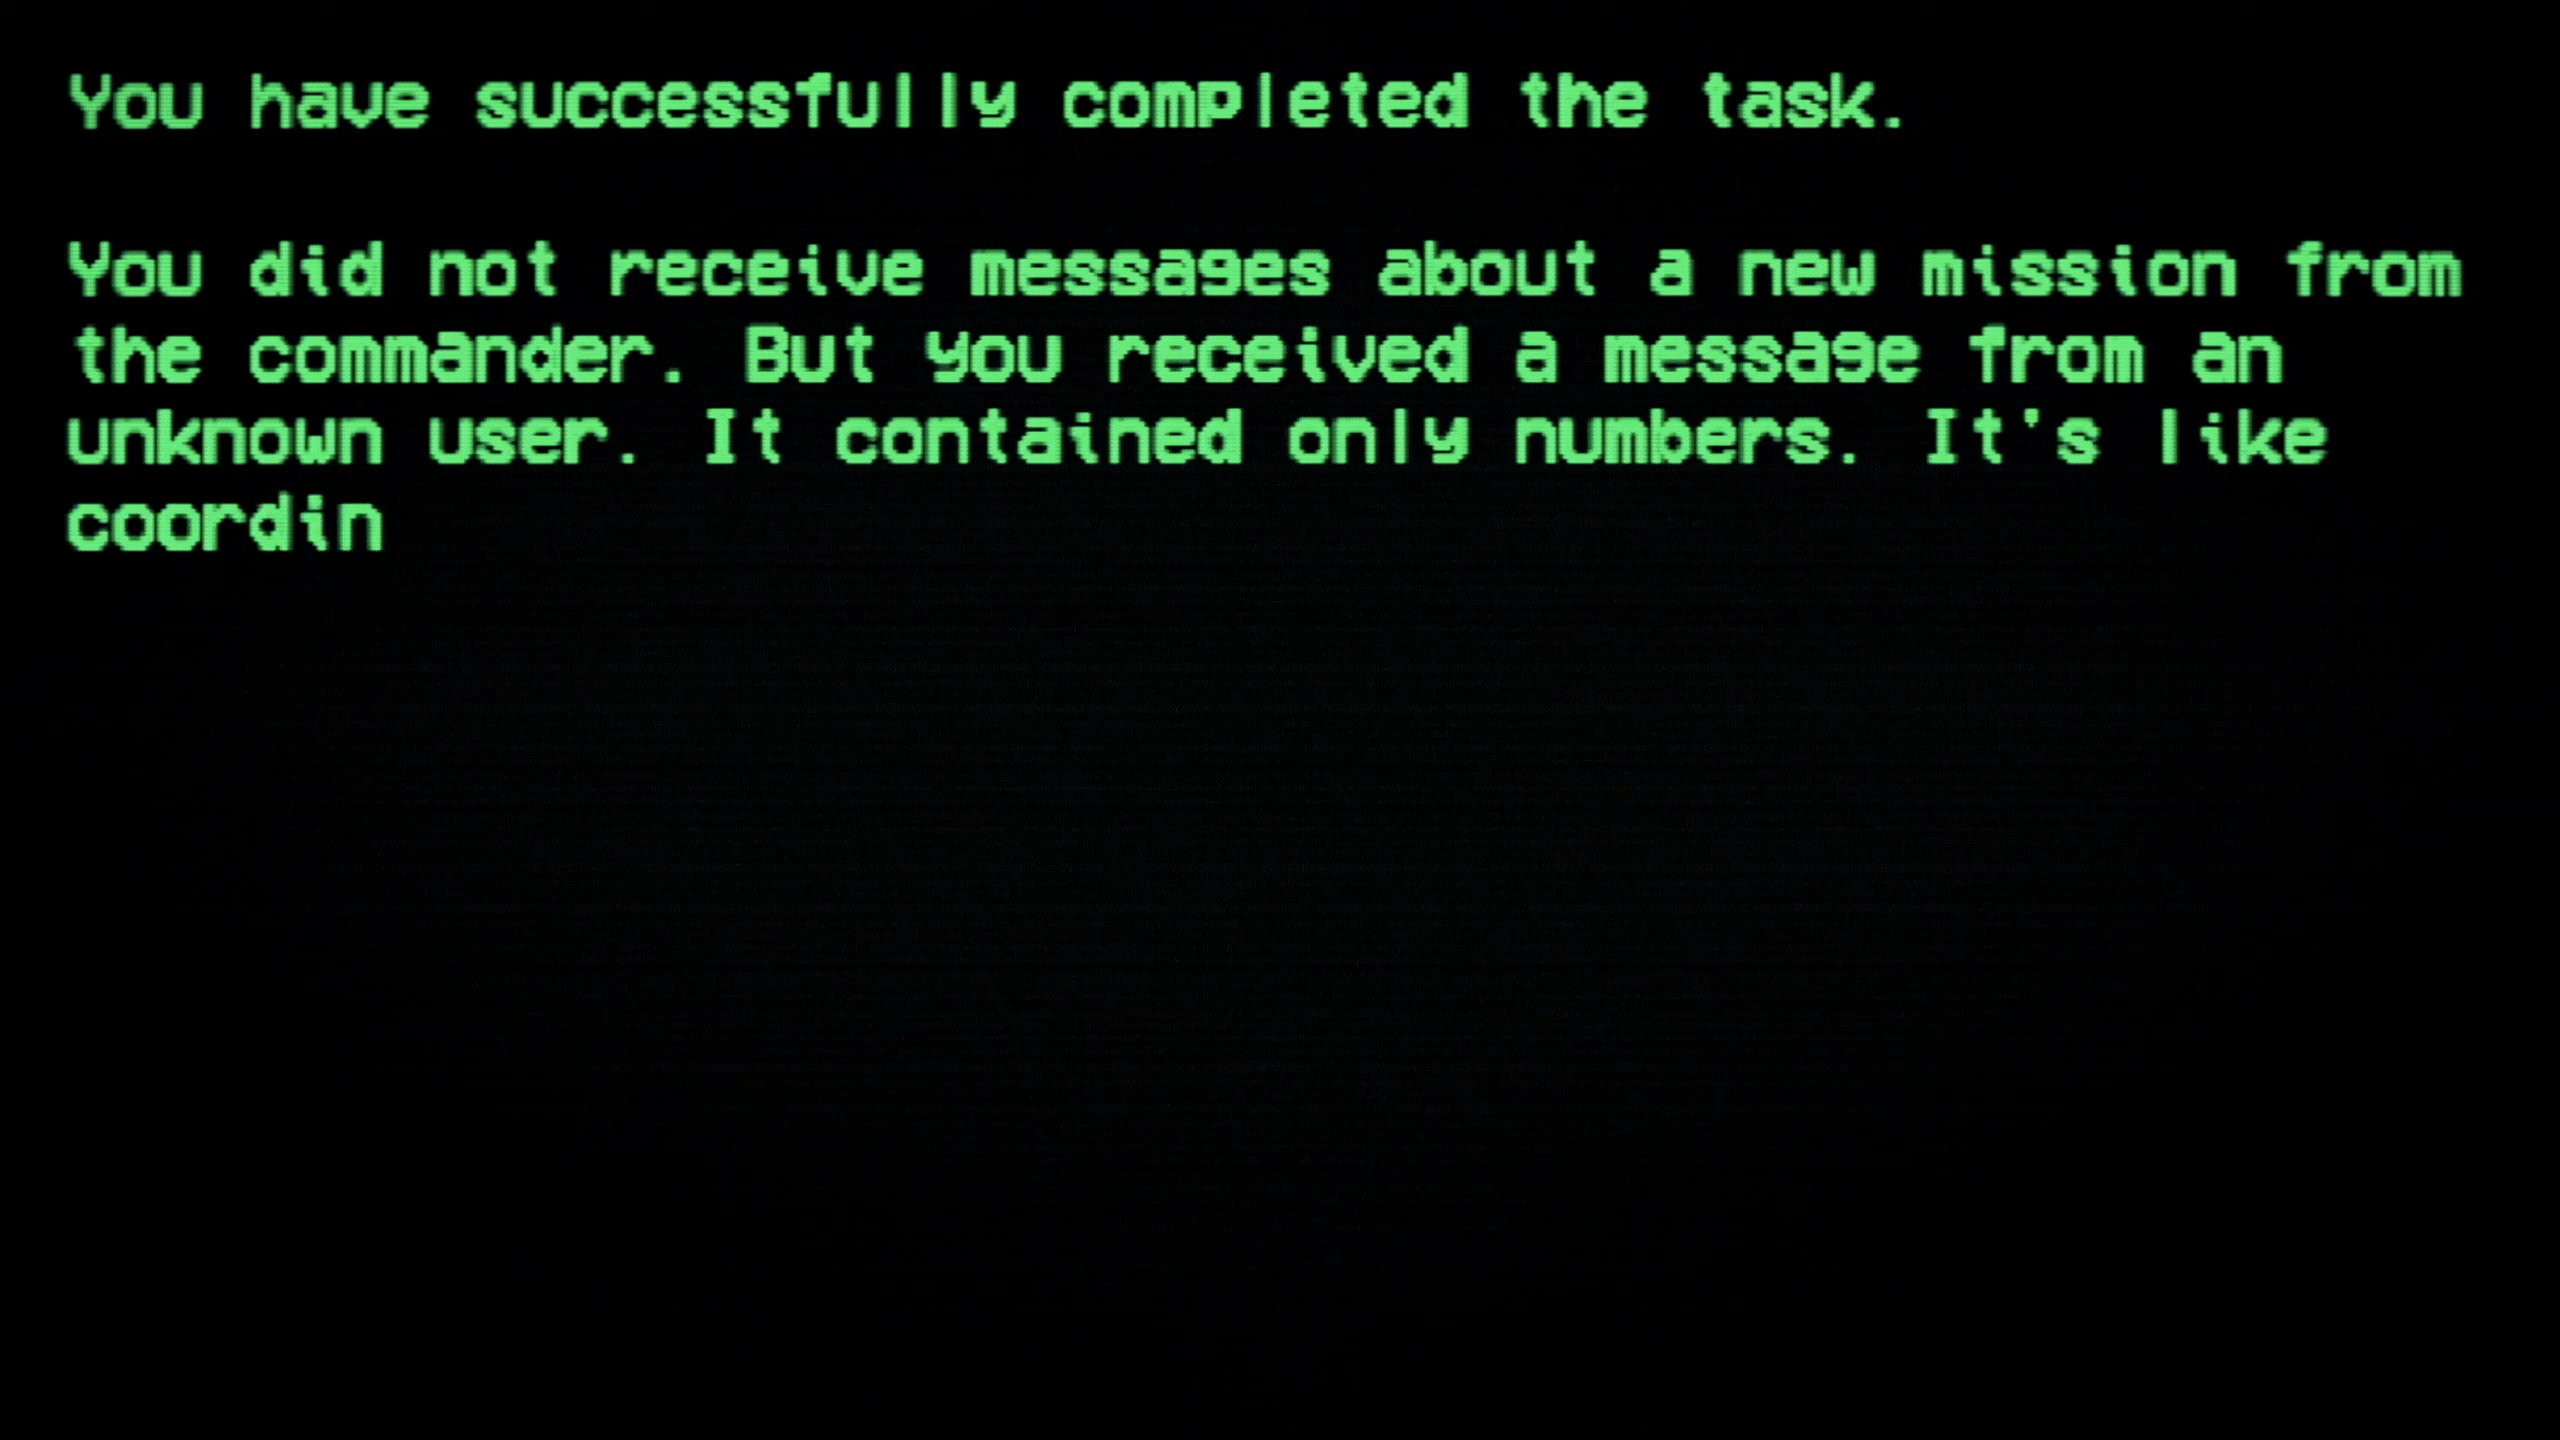 You have successfully completed the task.
You did not receive messages about a new mission from
the commander. But you received a message from an
unknown user. It contained only numbers. It's like
coordin